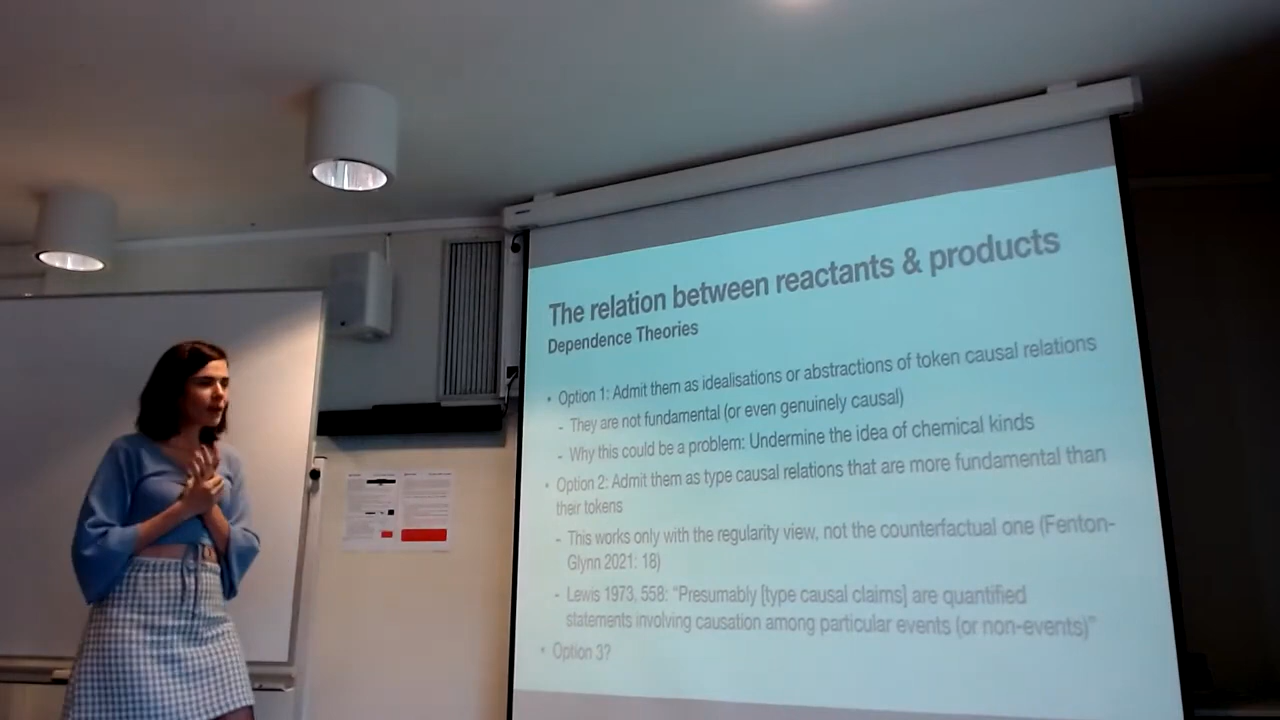 The relation between reactants & products
Dependence Theories
• Option 1: Admit them as idealisations or abstractions of token causal relations
- They are not fundamental (or even genuinely causal)
- Why this could be a problem: Undermine the idea of chemical kinds
• Option 2: Admit them as type causal relations that are more fundamental than
their tokens
- This works only with the regularity view, not the counterfactual one (Fenton-
Glynn 2021: 18)
- Lewis 1973, 558: “Presumably [type causal claims] are quantified
statements involving causation among particular events (or non-events)”
• Option 3?